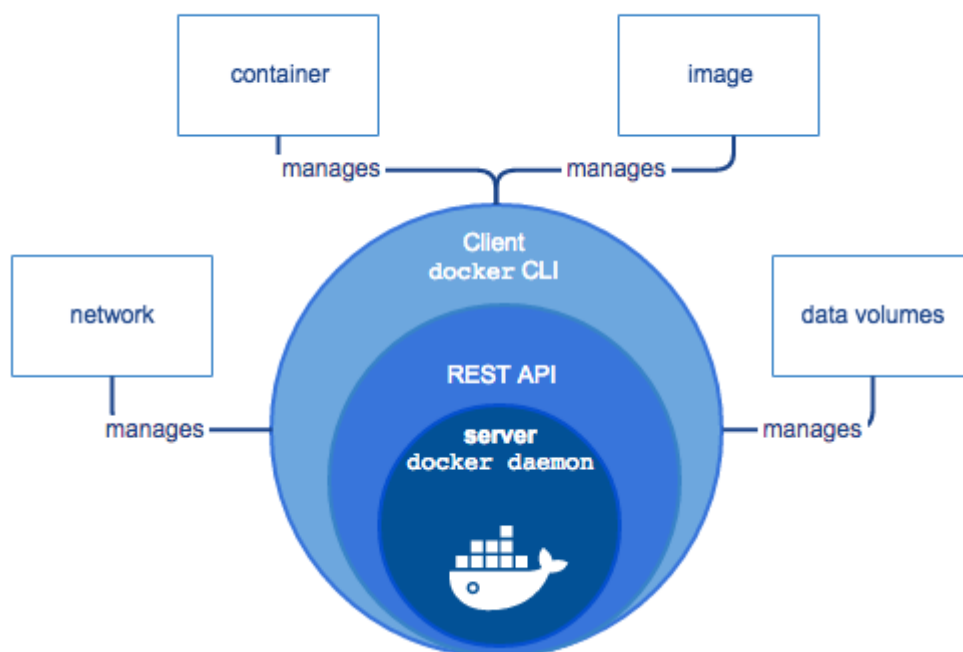 container
image
manages
manages
Client
docker CLI
network
data volumes
REST API
manages
manages
server
docker daemon